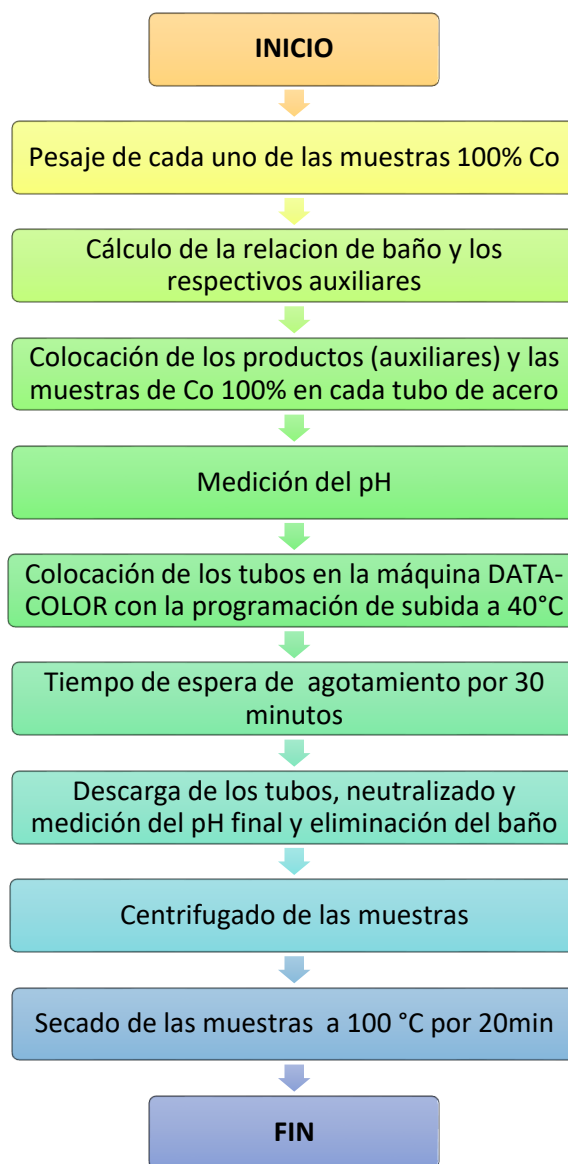 INICIO
Pesaje de cada uno de las muestras 100% Co
Cálculo de la relacion de baño y los
respectivos auxiliares
Colocación de los productos (auxiliares) y las
muestras de Co 100% en cada tubo de acero
Medición del pH
Colocación de los tubos en la máquina DATA-
COLOR con la programación de subida a 40°C
Tiempo de espera de agotamiento por 30
minutos
Descarga de los tubos, neutralizado y
medición del pH final y eliminación del baño
Centrifugado de las muestras
Secado de las muestras a 100 °C por 20min
FIN